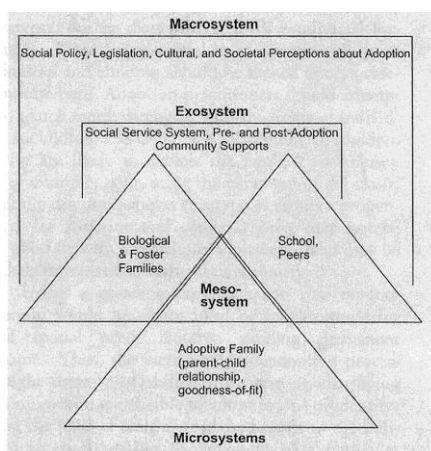 Macrosystem
Social Policy, Legislation, Cultural, and Societal Perceptions about Adoption
Exosystem
Social Service System, Pre- and Post-Adoption
Community Supports
Biological
& Foster
Families
School,
Peers
Meso-
system
Adoptive Family
(parent-child
relationship,
goodness-of-fit)
Microsystems